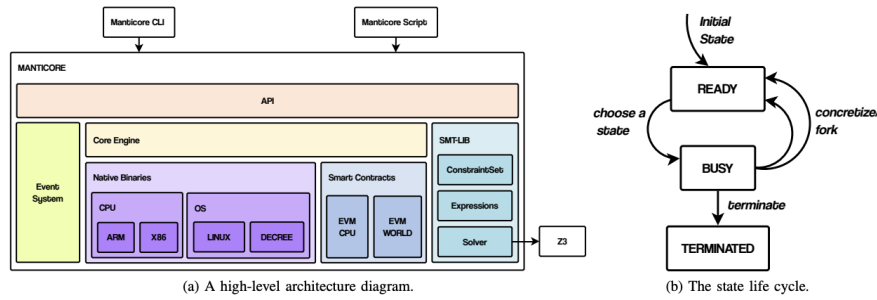 Manticore CLI
Manticore Script
MANTICORE
API
Event
System
Core Engine
Native Binaries
CPU
ARM
X86
OS
LINUX
DECREE
Smart Contracts
EVM
CPU
EVM
WORLD
SMT-LIB
ConstraintSet
Expressions
Solver
Z3
(a) A high-level architecture diagram.
Initial
State
READY
choose a
state
concretize/
fork
BUSY
terminate
TERMINATED
(b) The state life cycle.